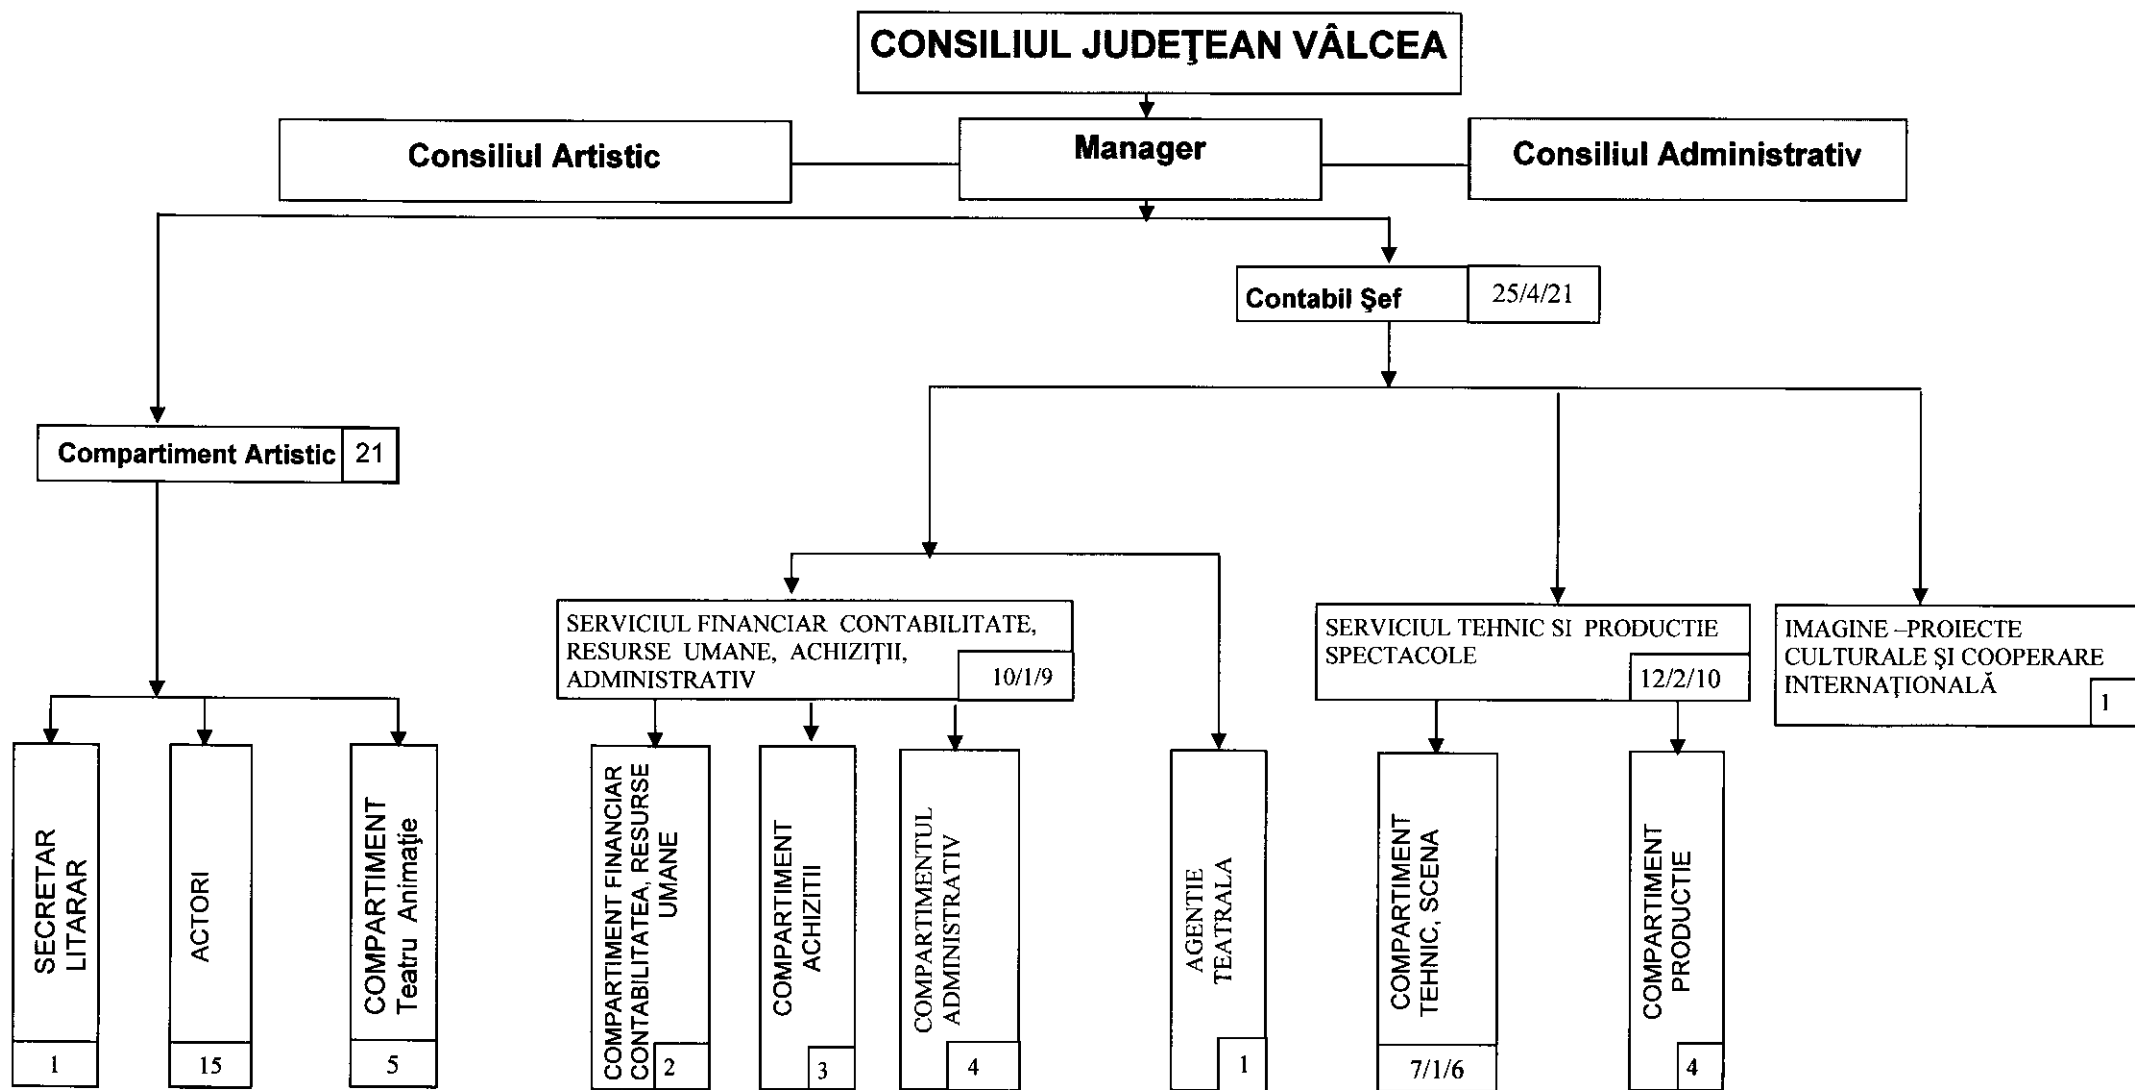 CONSILIUL JUDEŢEAN VÂLCEA
Consiliul Artistic
Manager
Consiliul Administrativ
Contabil Şef
25/4/21
Compartiment Artistic
21
SERVICIUL FINANCIAR CONTABILITATE,
RESURSE UMANE, ACHIZIŢII,
ADMINISTRATIV
10/1/9
SERVICIUL TEHNIC SI PRODUCTIE
SPECTACOLE
12/2/10
IMAGINE –PROIECTE
CULTURALE ŞI COOPERARE
INTERNAŢIONALĂ
1
SECRETAR
LITARAR
1
ACTORI
15
COMPARTIMENT
Teatru Animaţie
5
COMPARTIMENT FINANCIAR
CONTABILITATEA, RESURSE
UMANE
2
COMPARTIMENT
ACHIZITII
3
COMPARTIMENTUL
ADMINISTRATIV
4
AGENTIE
TEATRALA
1
COMPARTIMENT
TEHNIC, SCENA
7/1/6
COMPARTIMENT
PRODUCTIE
4